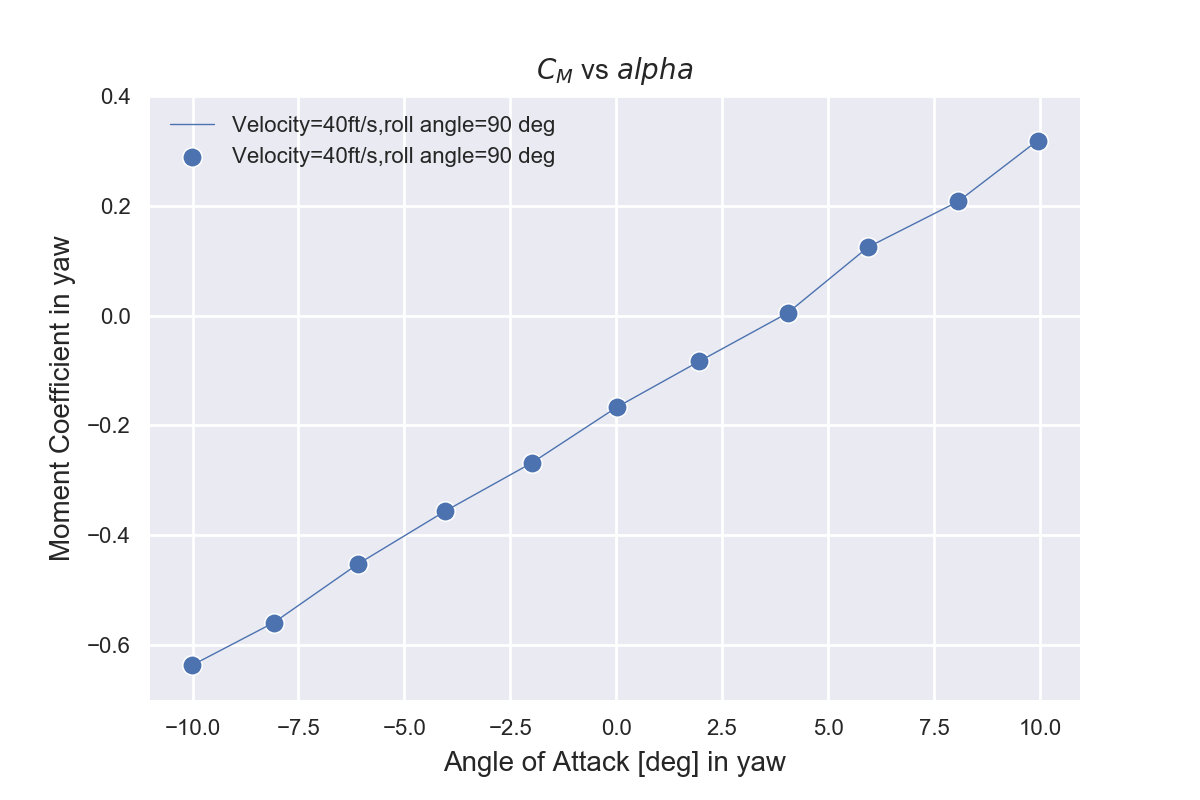 C_M vs alpha
Velocity=40ft/s,roll angle=90 deg
Velocity=40ft/s,roll angle=90 deg
Moment Coefficient in yaw
0.4
0.2
0.0
−0.2
−0.4
−0.6
−10.0 −7.5 −5.0 −2.5 0.0 2.5 5.0 7.5 10.0
Angle of Attack [deg] in yaw